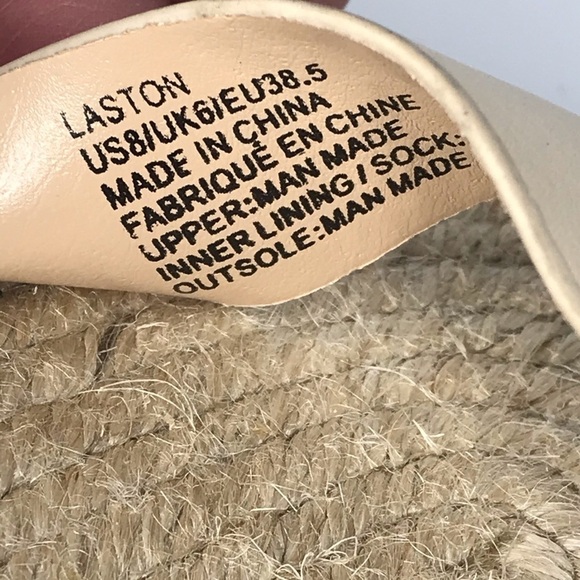 LASTON
US8/UK6/EU38.5
MADE IN CHINA
FABRIQUÉ EN CHINE
UPPER:MAN MADE
INNER LINING / SOCK:
OUTSOLE:MAN MADE